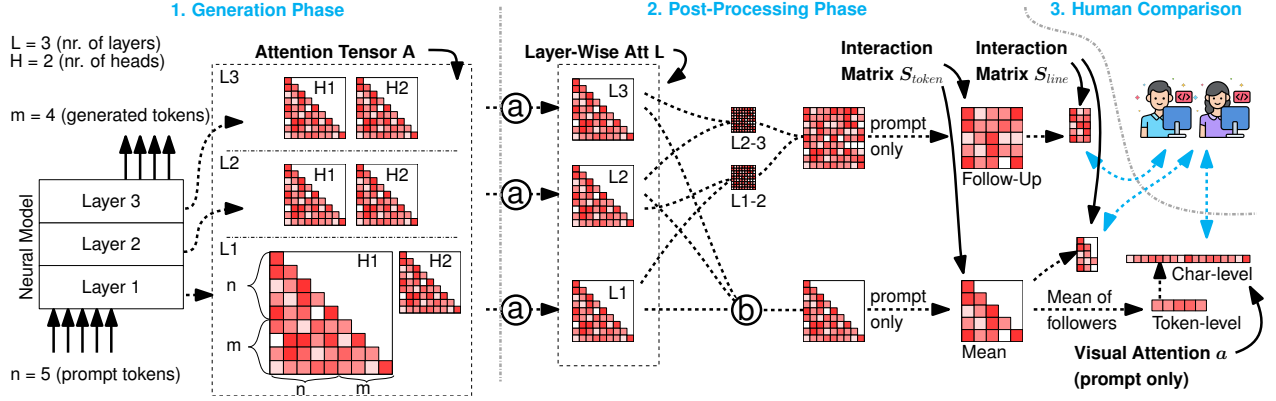 1. Generation Phase
2. Post-Processing Phase
3. Human Comparison
L = 3 (nr. of layers)
H = 2 (nr. of heads)
m = 4 (generated tokens)
Neural Model
Layer 3
Layer 2
Layer 1
n = 5 (prompt tokens)
Attention Tensor A
L3
H1
H2
L2
H1
H2
L1
H1
H2
n
m
n
m
a
a
a
Layer-Wise Att L
L3
L2
L1
L2-3
L1-2
b
prompt
only
prompt
only
Interaction
Matrix S_token
Interaction
Matrix S_line
Follow-Up
Mean
Mean of
followers
Char-level
Token-level
Visual Attention a
(prompt only)